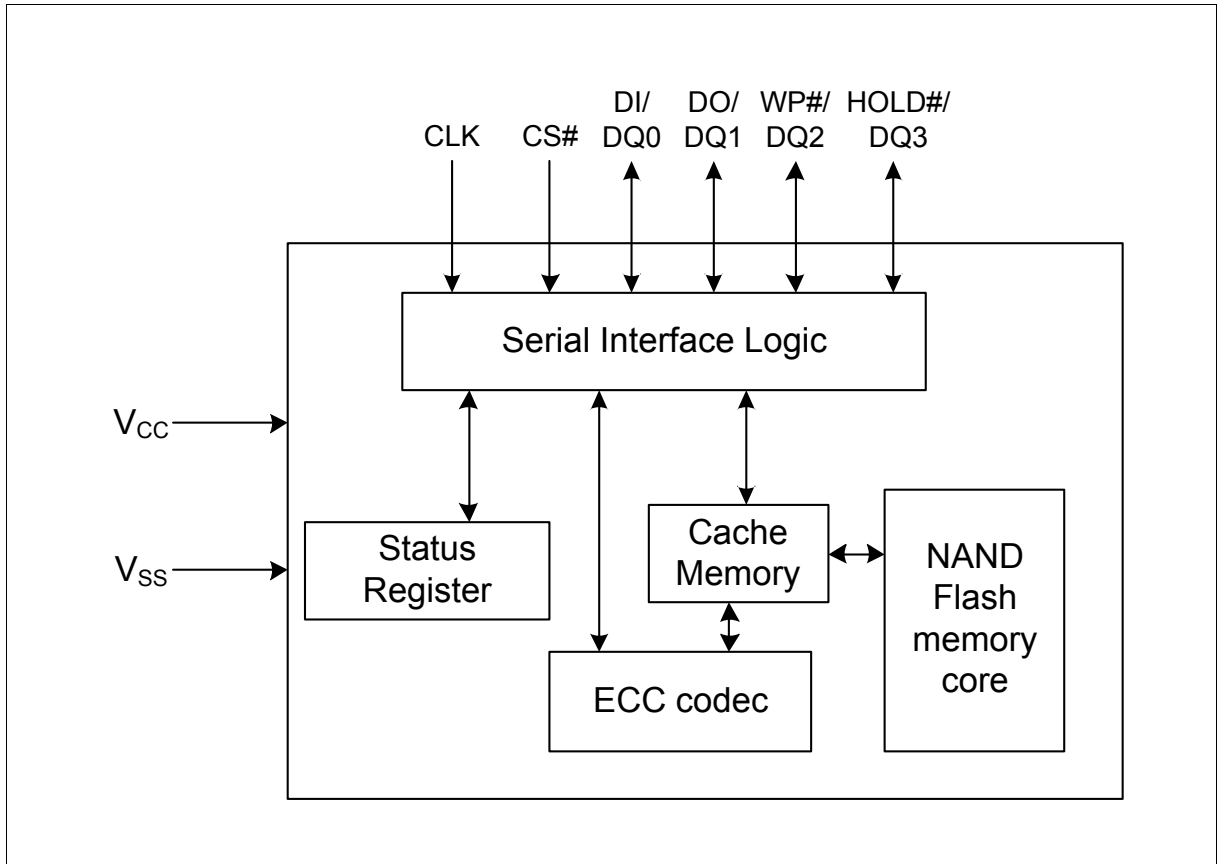 CLK
CS#
DI/
DQ0
DO/
DQ1
WP#/
DQ2
HOLD#/
DQ3
Serial Interface Logic
VCC
VSS
Status
Register
Cache
Memory
NAND
Flash
memory
core
ECC codec